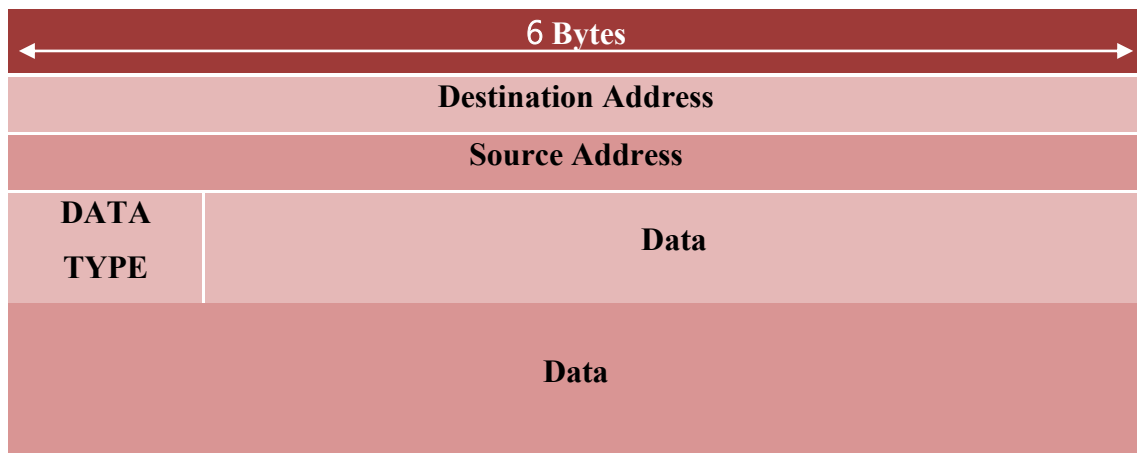 6 Bytes
Destination Address
Source Address
DATA
TYPE
Data
Data